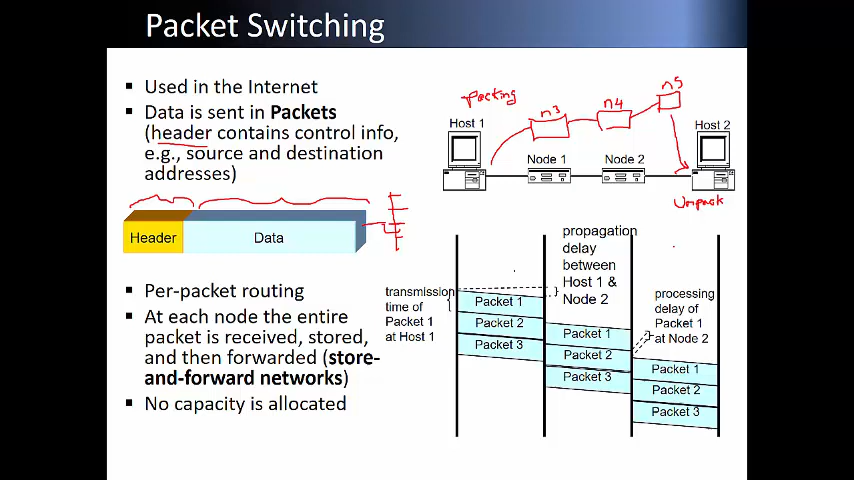 Packet Switching
▪ Used in the Internet
▪ Data is sent in Packets
(header contains control info,
e.g., source and destination
addresses)
Header
Data
▪ Per-packet routing
▪ At each node the entire
packet is received, stored,
and then forwarded (store-
and-forward networks)
▪ No capacity is allocated
Packing
n3
n4
n5
Host 1
Host 2
Node 1
Node 2
Unpack
propagation
delay
between
Host 1 &
Node 2
transmission
time of
Packet 1
at Host 1
processing
delay of
Packet 1
at Node 2
Packet 1
Packet 2
Packet 3
Packet 1
Packet 2
Packet 3
Packet 1
Packet 2
Packet 3